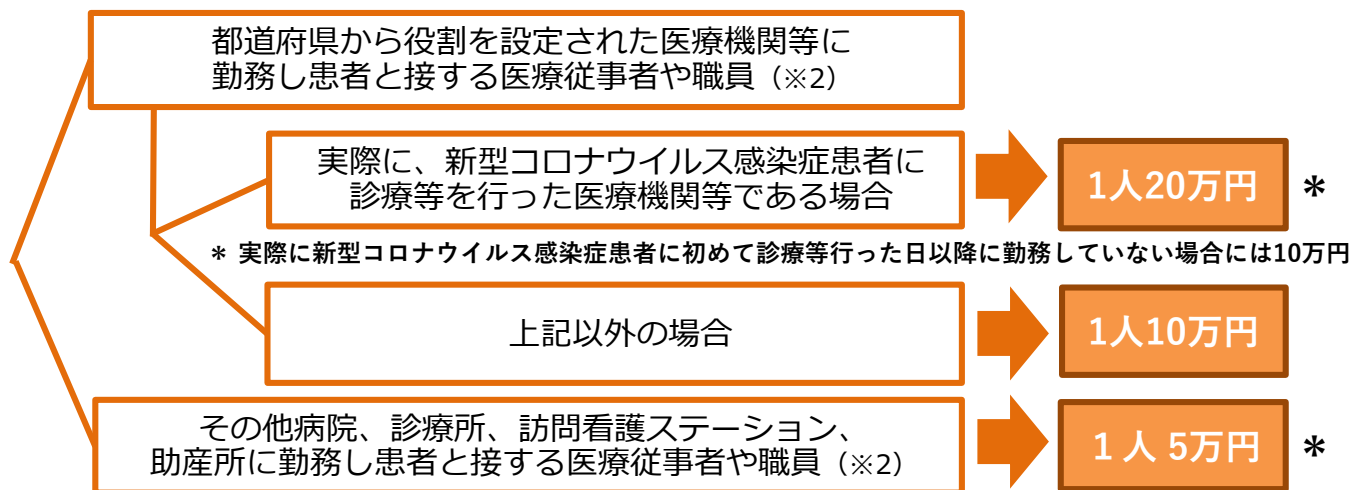 都道府県から役割を設定された医療機関等に
勤務し患者と接する医療従事者や職員（※2）
実際に、新型コロナウイルス感染症患者に
診療等を行った医療機関等である場合
1人20万円 *
* 実際に新型コロナウイルス感染症患者に初めて診療等行った日以降に勤務していない場合には10万円
上記以外の場合
1人10万円
その他病院、診療所、訪問看護ステーション、
助産所に勤務し患者と接する医療従事者や職員（※2）
1人 5万円 *